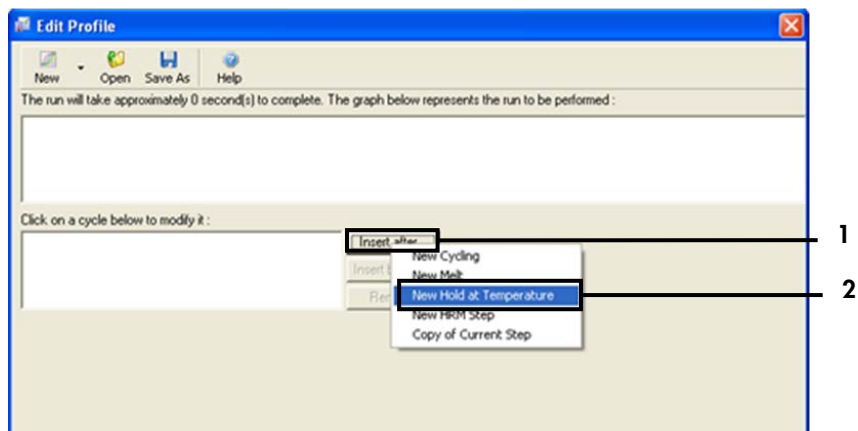 Edit Profile
New Open Save As Help
The run will take approximately 0 second(s) to complete. The graph below represents the run to be performed :
Click on a cycle below to modify it :
Insert after...
1
New Cycling
Insert
New Melt
New Hold at Temperature
2
New HRM Step
Copy of Current Step